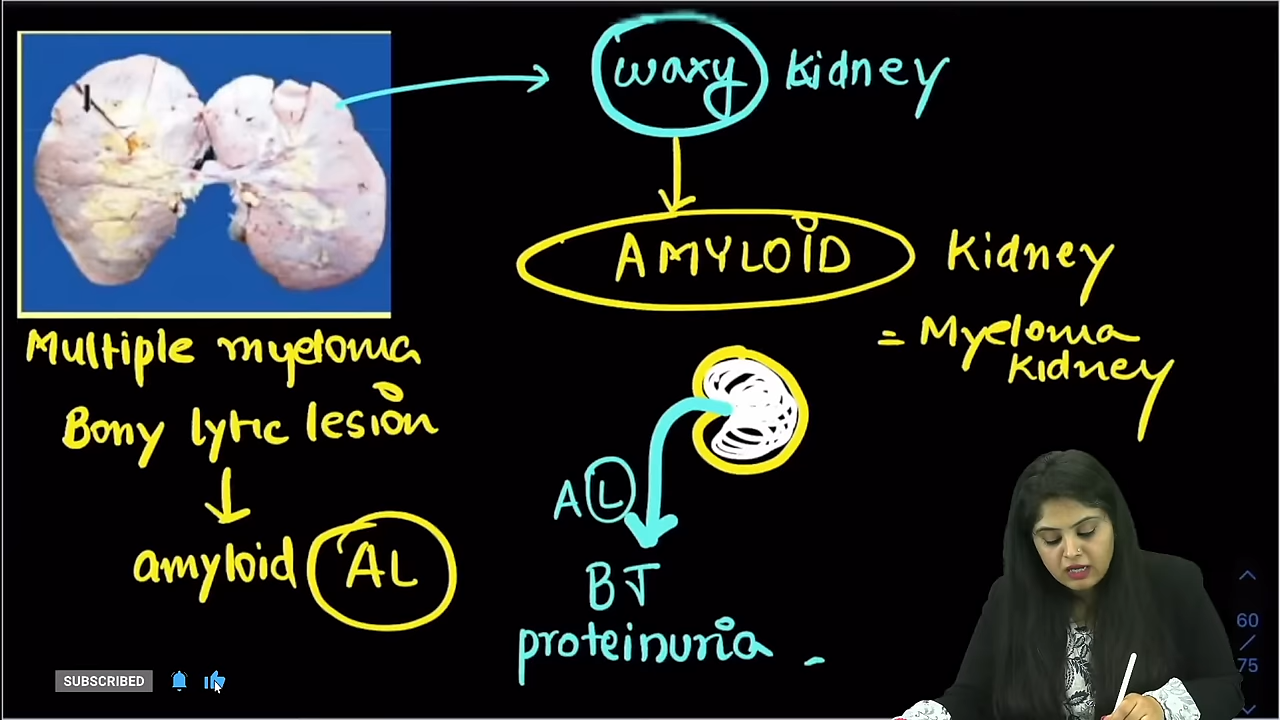 waxy Kidney
AMYLOID Kidney
= Myeloma
Kidney
Multiple myeloma
Bony lytic lesion
amyloid AL
AL
BJ
proteinuria -
SUBSCRIBED
60
/
75